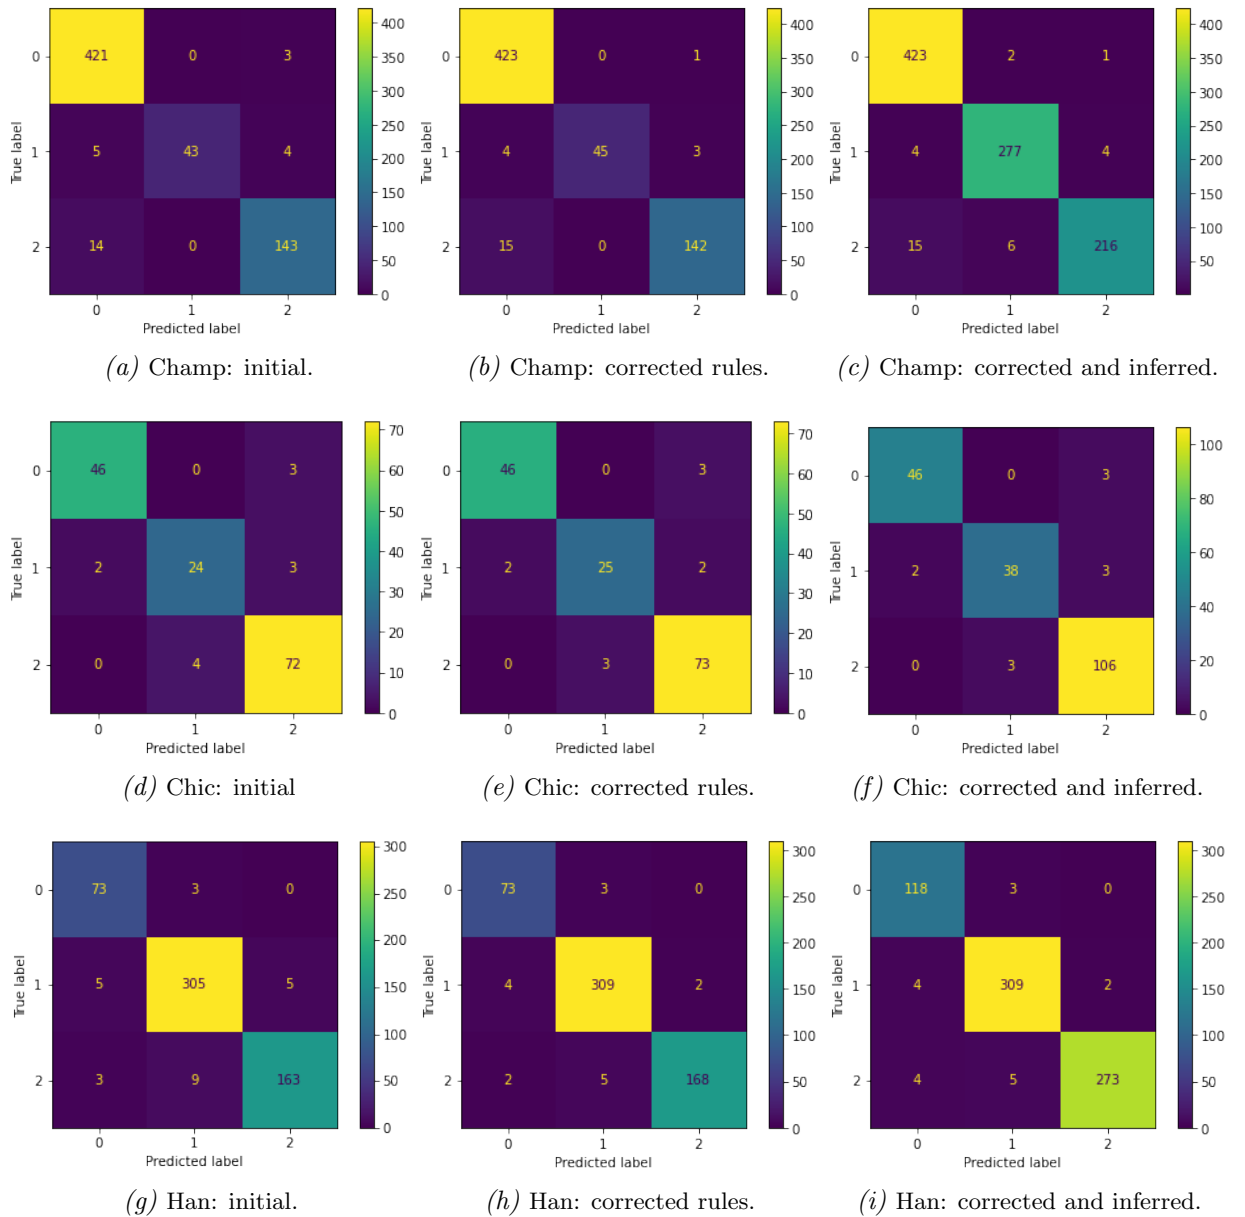 0 421 0 3
1 5 43 4
2 14 0 143
0 1 2
Predicted label
True label
400
350
300
250
200
150
100
50
0
0 423 0 1
1 4 45 3
2 15 0 142
0 1 2
Predicted label
True label
400
350
300
250
200
150
100
50
0
0 423 2 1
1 4 277 4
2 15 6 216
0 1 2
Predicted label
True label
400
350
300
250
200
150
100
50
(a) Champ: initial.
(b) Champ: corrected rules.
(c) Champ: corrected and inferred.
0 46 0 3
1 2 24 3
2 0 4 72
0 1 2
Predicted label
True label
70
60
50
40
30
20
10
0
0 46 0 3
1 2 25 2
2 0 3 73
0 1 2
Predicted label
True label
70
60
50
40
30
20
10
0
0 46 0 3
1 2 38 3
2 0 3 106
0 1 2
Predicted label
True label
100
80
60
40
20
0
(d) Chic: initial
(e) Chic: corrected rules.
(f) Chic: corrected and inferred.
0 73 3 0
1 5 305 5
2 3 9 163
0 1 2
Predicted label
True label
300
250
200
150
100
50
0
0 73 3 0
1 4 309 2
2 2 5 168
0 1 2
Predicted label
True label
300
250
200
150
100
50
0
0 118 3 0
1 4 309 2
2 4 5 273
0 1 2
Predicted label
True label
300
250
200
150
100
50
0
(g) Han: initial.
(h) Han: corrected rules.
(i) Han: corrected and inferred.